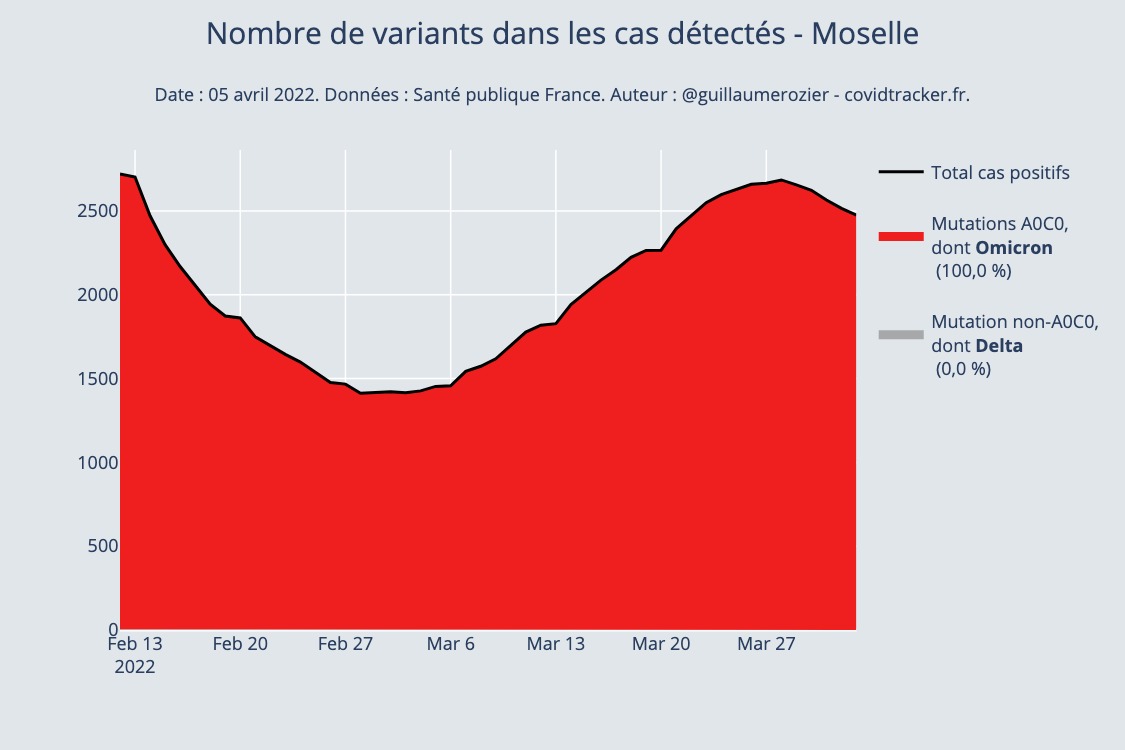 Nombre de variants dans les cas détectés - Moselle
Date : 05 avril 2022. Données : Santé publique France. Auteur : @guillaumerozier - covidtracker.fr.
Total cas positifs
Mutations A0C0,
dont Omicron
(100,0 %)
Mutation non-A0C0,
dont Delta
(0,0 %)
2500
2000
1500
1000
500
0
Feb 13
2022
Feb 20
Feb 27
Mar 6
Mar 13
Mar 20
Mar 27